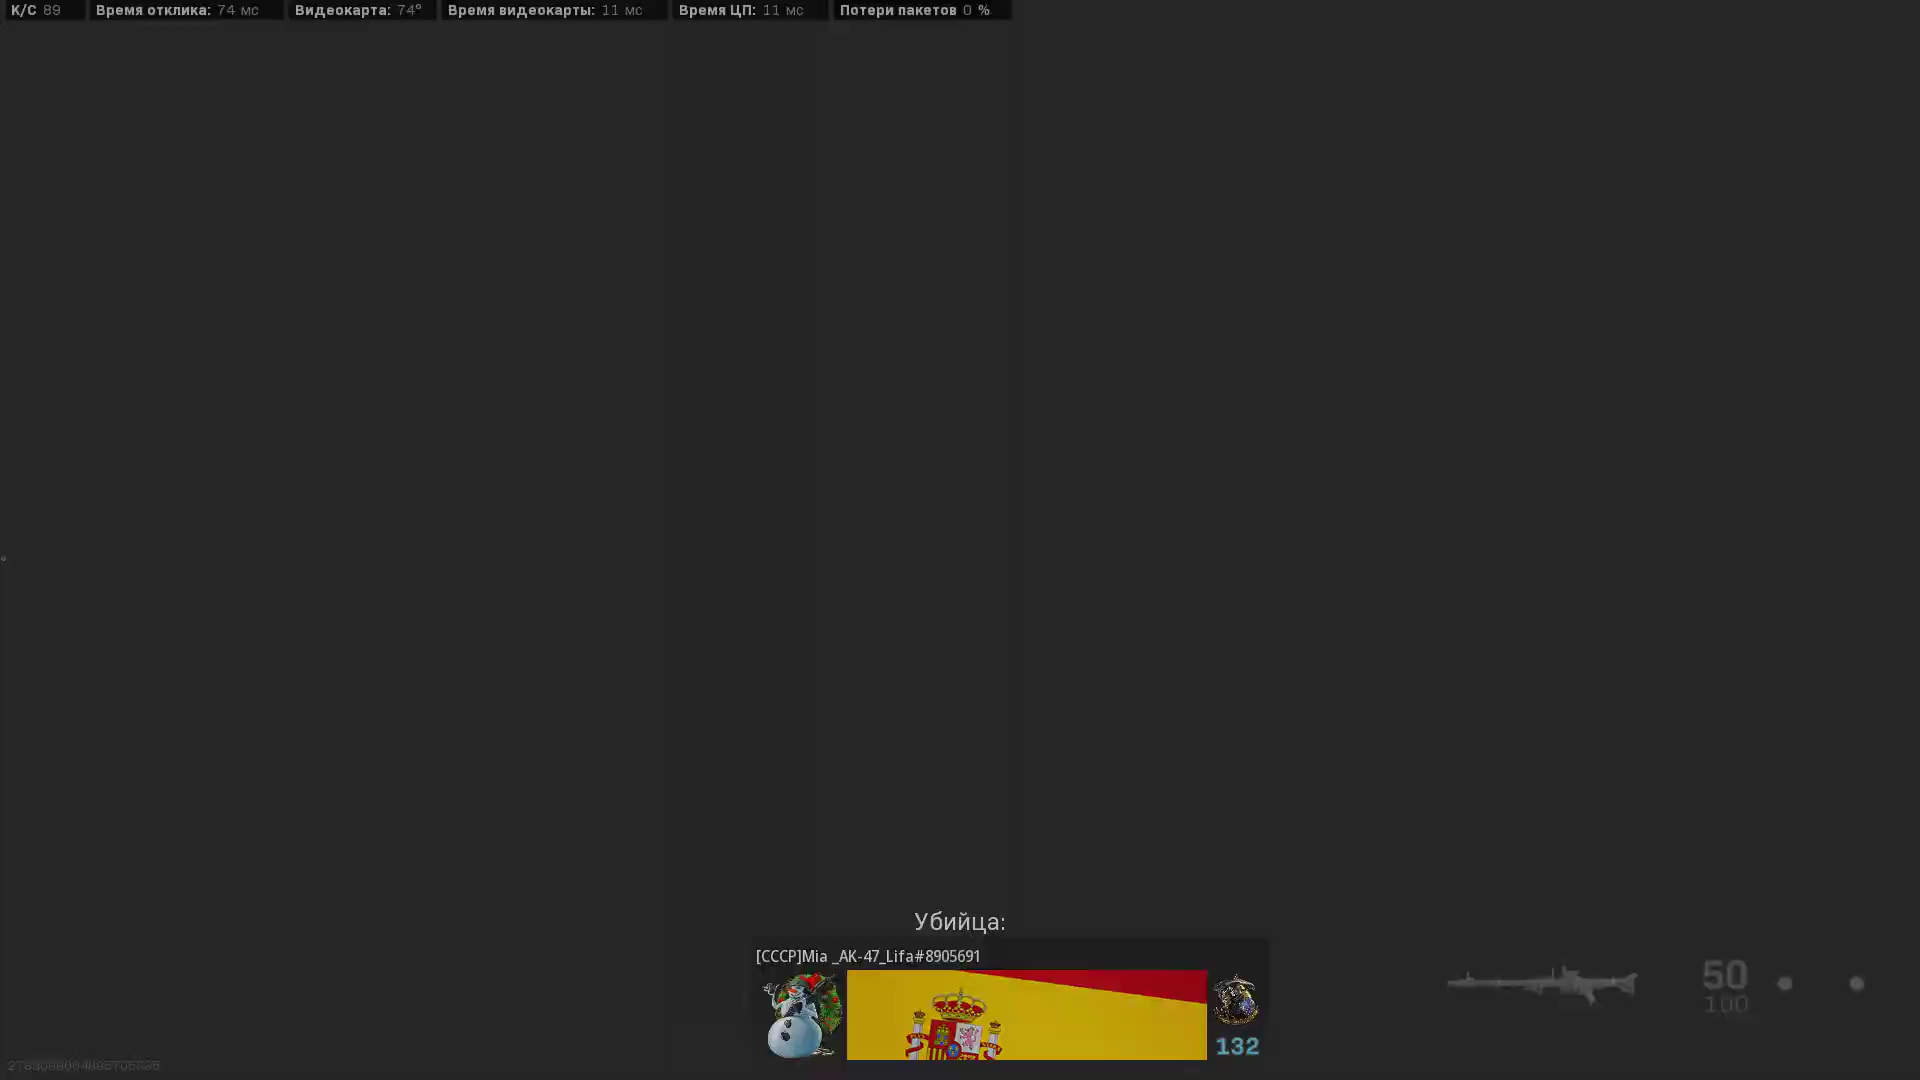 К/С 89 Время отклика: 74 мс Видеокарта: 74° Время видеокарты: 11 мс Время ЦП: 11 мс Потери пакетов 0 %
Убийца:
[CCCP]Mia _AK-47_Lifa#8905691
132
50
100